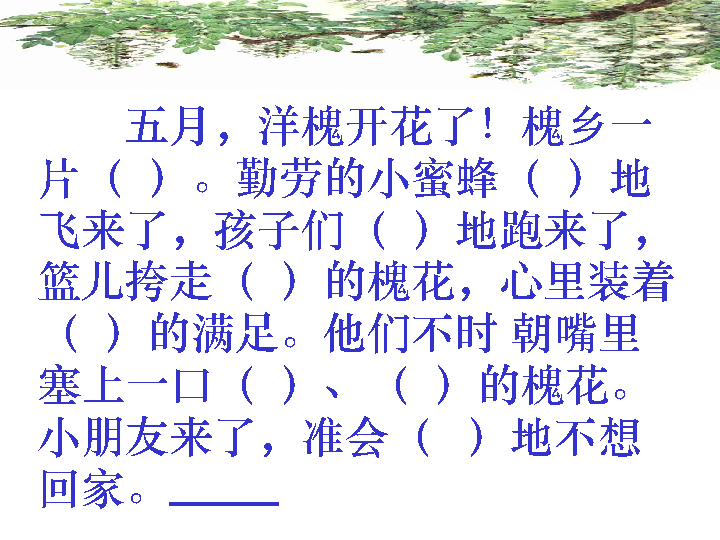 五月，洋槐开花了！槐乡一
片（ ）。勤劳的小蜜蜂（ ）地
飞来了，孩子们（ ）地跑来了，
篮儿挎走（ ）的槐花，心里装着
（ ）的满足。他们不时 朝嘴里
塞上一口（ ）、（ ）的槐花。
小朋友来了，准会（ ）地不想
回家。_____